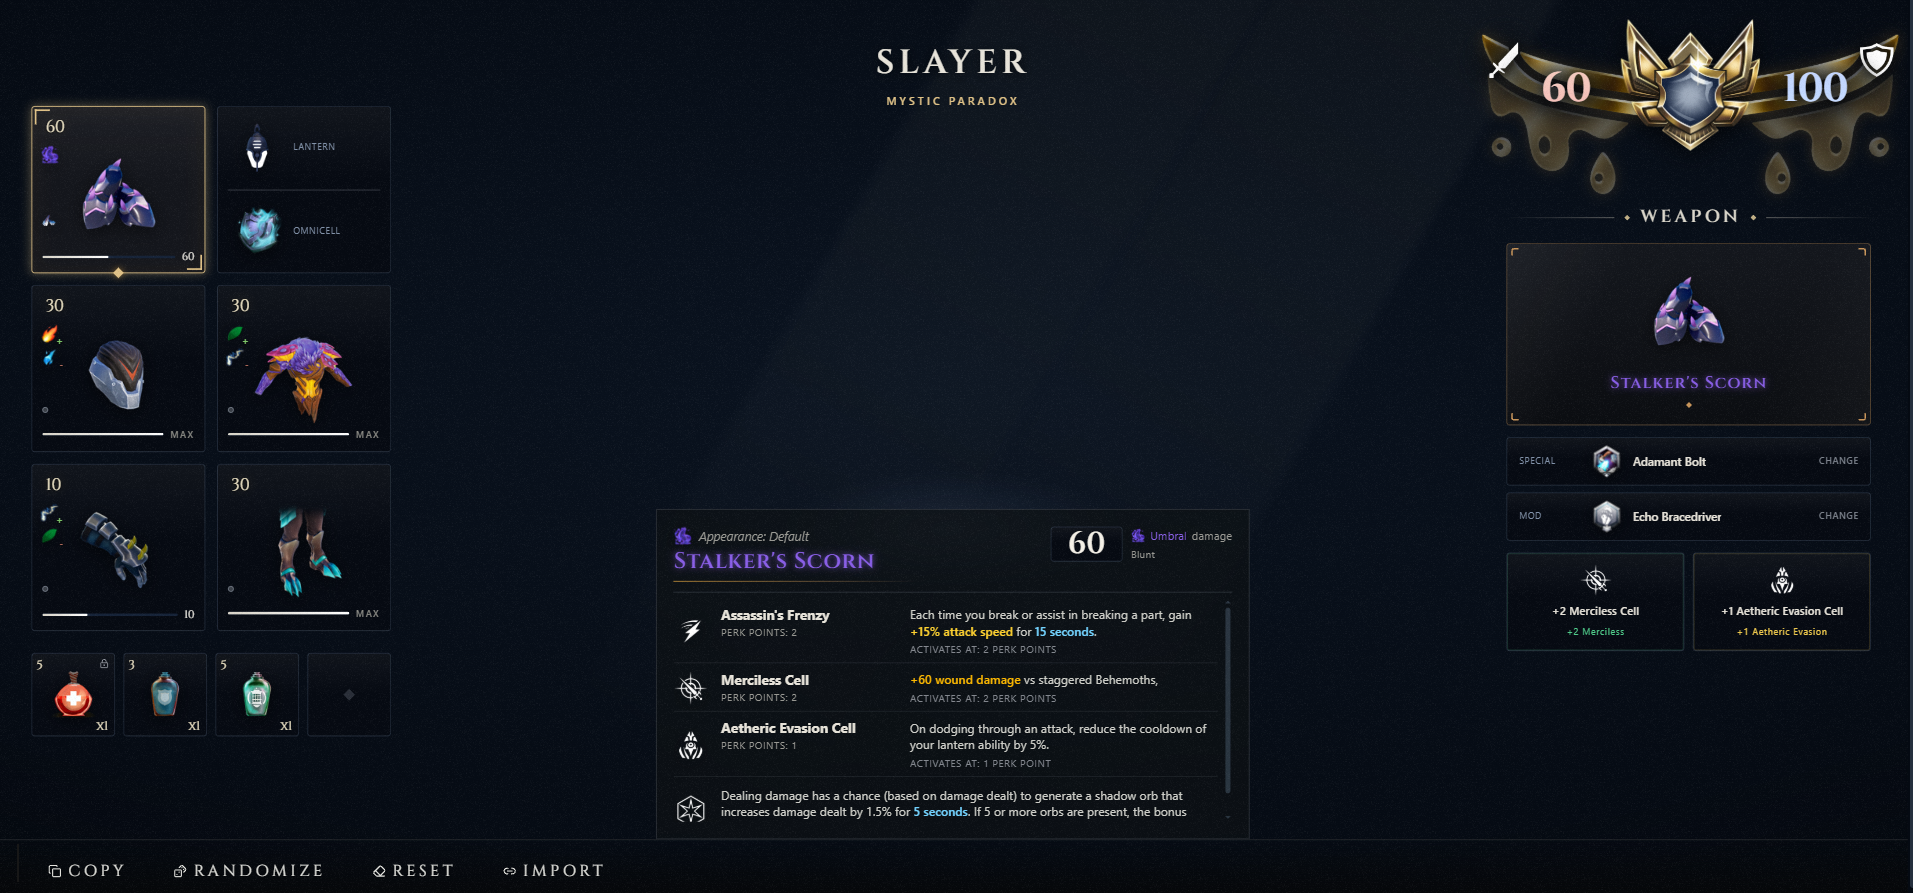 SLAYER
MYSTIC PARADOX
60
100
60
60
LANTERN
OMNICELL
30
+
-
MAX
30
+
-
MAX
10
+
-
10
30
MAX
5
X1
3
X1
5
X1
WEAPON
STALKER'S SCORN
SPECIAL
Adamant Bolt
CHANGE
MOD
Echo Bracedriver
CHANGE
+2 Merciless Cell
+2 Merciless
+1 Aetheric Evasion Cell
+1 Aetheric Evasion
Appearance: Default
STALKER'S SCORN
60
Umbral damage
Blunt
Assassin's Frenzy
PERK POINTS: 2
Each time you break or assist in breaking a part, gain
+15% attack speed for 15 seconds.
ACTIVATES AT: 2 PERK POINTS
Merciless Cell
PERK POINTS: 2
+60 wound damage vs staggered Behemoths,
ACTIVATES AT: 2 PERK POINTS
Aetheric Evasion Cell
PERK POINTS: 1
On dodging through an attack, reduce the cooldown of
your lantern ability by 5%.
ACTIVATES AT: 1 PERK POINT
Dealing damage has a chance (based on damage dealt) to generate a shadow orb that
increases damage dealt by 1.5% for 5 seconds. If 5 or more orbs are present, the bonus
COPY
RANDOMIZE
RESET
IMPORT